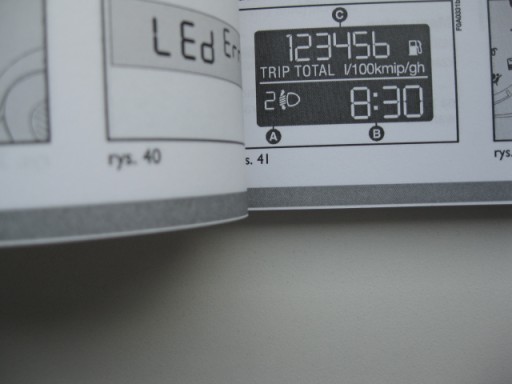 LEd Er
rys. 40
C
123456
TRIP TOTAL l/100kmip/gh
2
8:30
A
B
s. 41
rys.